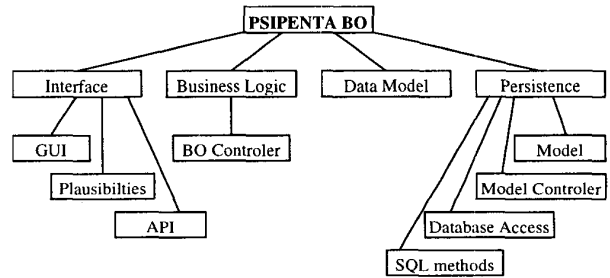 PSIPENTA BO
Interface
Business Logic
Data Model
Persistence
GUI
BO Controler
Model
Plausibilties
Model Controler
API
Database Access
SQL methods